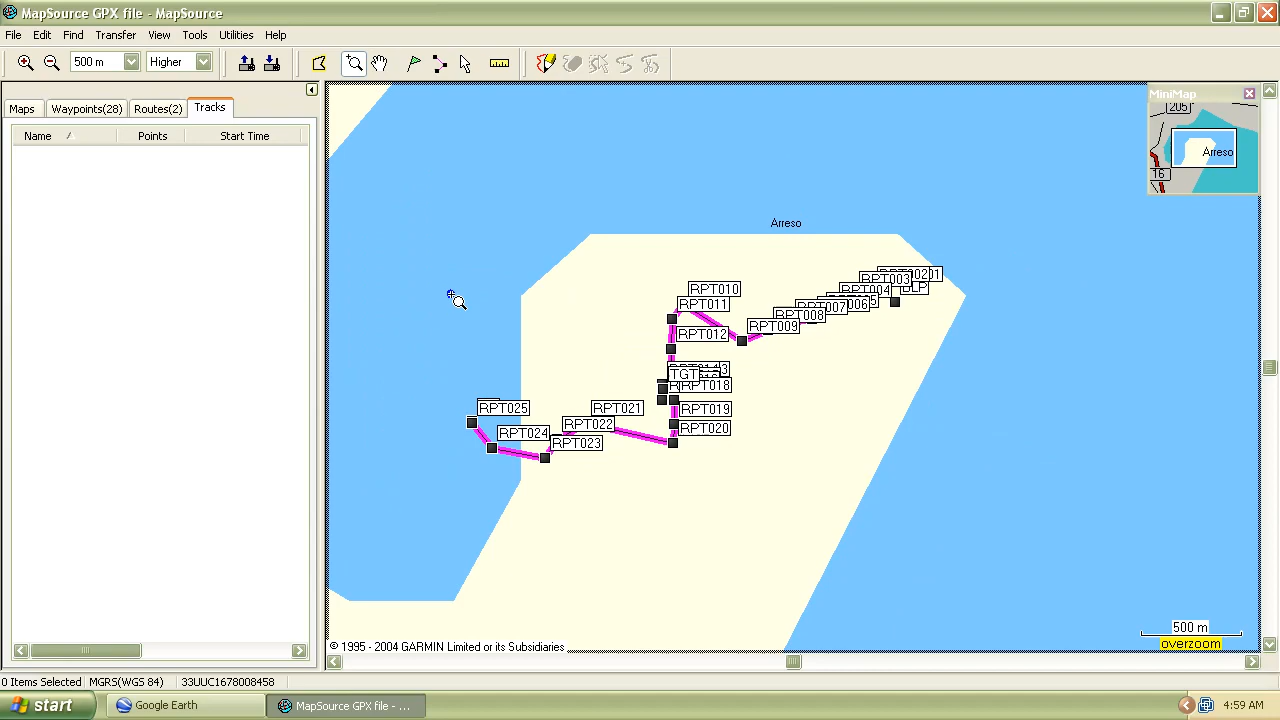 MapSource GPX file - MapSource
File Edit Find Transfer View Tools Utilities Help
500 m Higher
Maps Waypoints(28) Routes(2) Tracks
Name Points Start Time
MiniMap
205
Arreso
16
Arreso
RPT003
RPT004
RPT007
RPT008
RPT009
RPT010
RPT011
RPT012
TGT
RPT018
RPT019
RPT020
RPT021
RPT022
RPT023
RPT024
RPT025
500 m
overzoom
© 1995 - 2004 GARMIN Limited or its Subsidiaries
0 Items Selected MGRS(WGS 84) 33UUC1678008458
start Google Earth MapSource GPX file - ... 4:59 AM